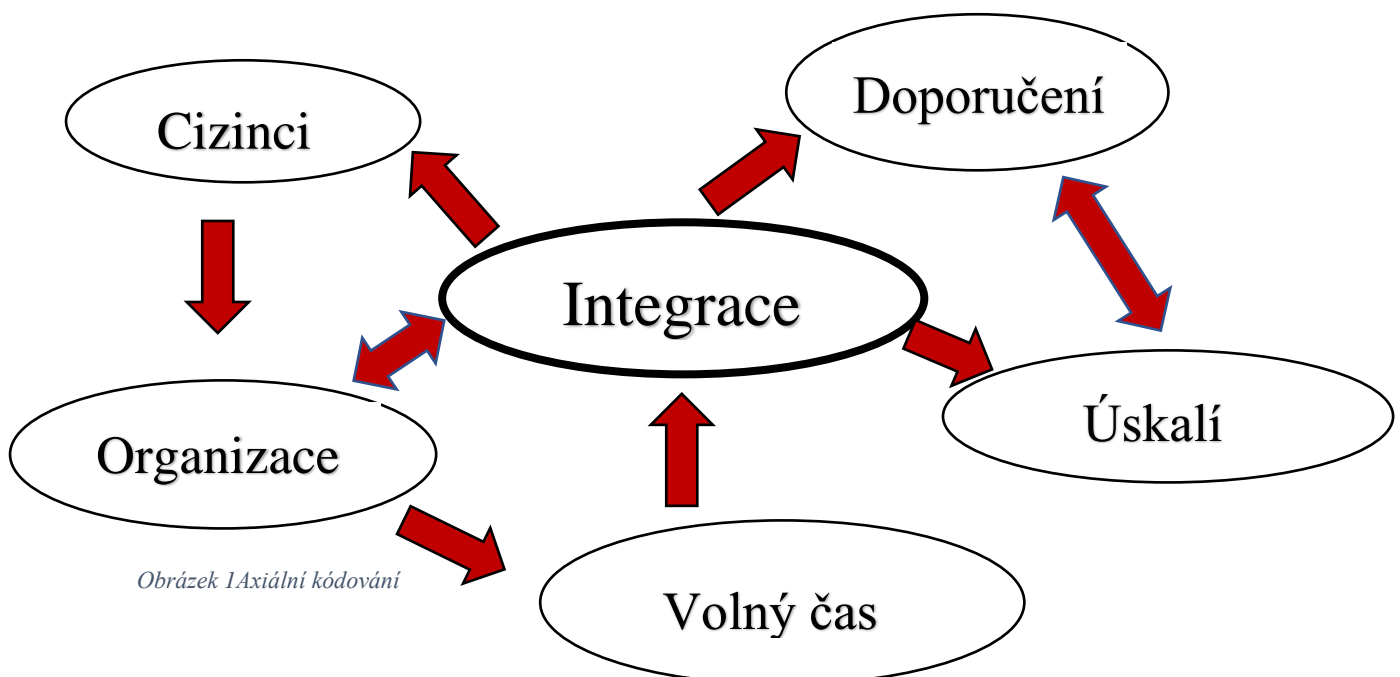 Doporučení
Cizinci
Integrace
Úskalí
Organizace
Obrázek 1Axiální kódování
Volný čas